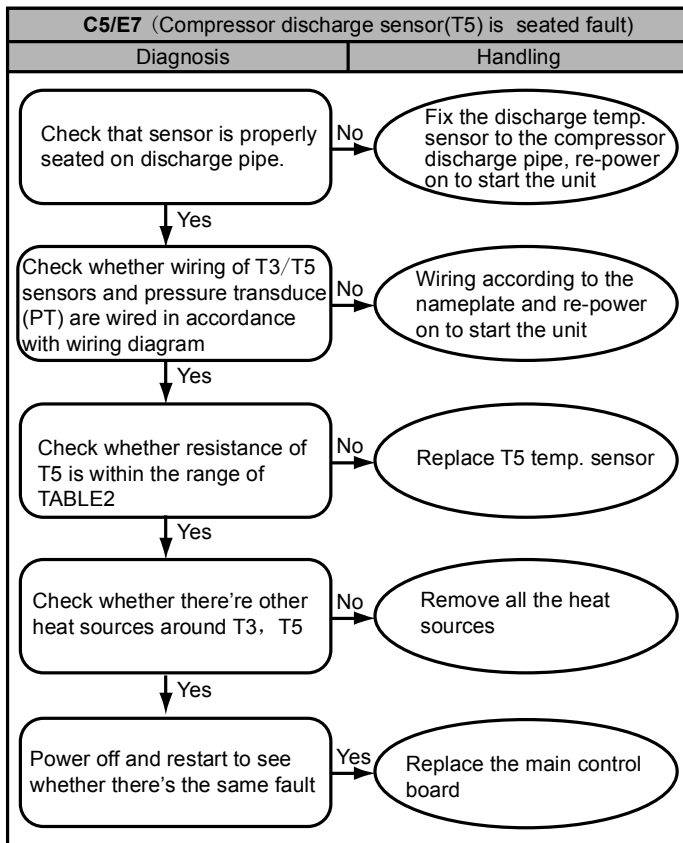 C5/E7（Compressor discharge sensor(T5) is seated fault)
Diagnosis
Handling
Check that sensor is properly
seated on discharge pipe.
No
Fix the discharge temp.
sensor to the compressor
discharge pipe, re-power
on to start the unit
Yes
Check whether wiring of T3/T5
sensors and pressure transduce
(PT) are wired in accordance
with wiring diagram
No
Wiring according to the
nameplate and re-power
on to start the unit
Yes
Check whether resistance of
T5 is within the range of
TABLE2
No
Replace T5 temp. sensor
Yes
Check whether there're other
heat sources around T3，T5
No
Remove all the heat
sources
Yes
Power off and restart to see
whether there's the same fault
Yes
Replace the main control
board